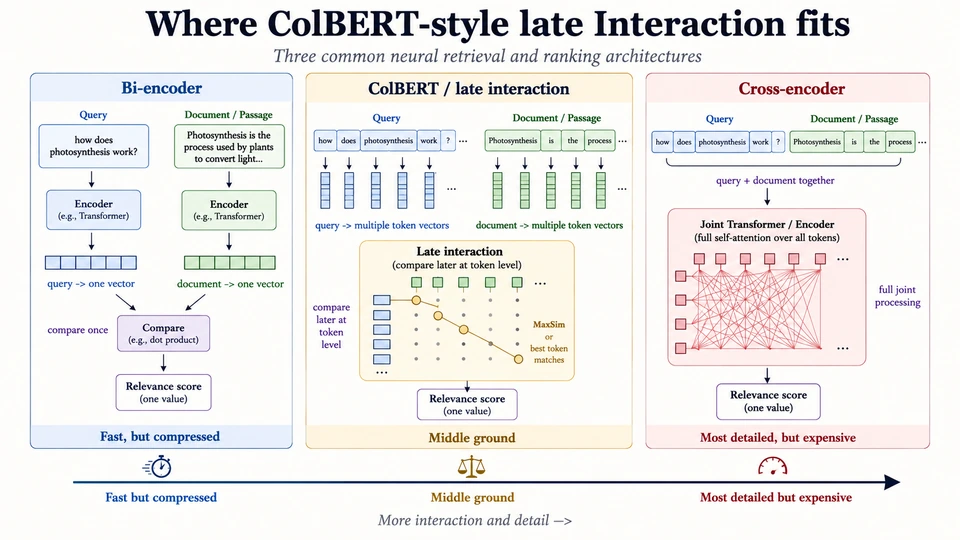 Where ColBERT-style late Interaction fits
Three common neural retrieval and ranking architectures
Bi-encoder
Query
Document / Passage
how does
photosynthesis work?
Photosynthesis is the
process used by plants
to convert light...
Encoder
(e.g., Transformer)
Encoder
(e.g., Transformer)
query -> one vector
document -> one vector
compare once
Compare
(e.g., dot product)
Relevance score
(one value)
Fast, but compressed
ColBERT / late interaction
Query
Document / Passage
how does photosynthesis work ? ...
Photosynthesis is the process ...
...
...
query -> multiple token vectors
document -> multiple token vectors
Late interaction
(compare later at token level)
...
compare
later at
token
level
MaxSim
or
best token
matches
...
Relevance score
(one value)
Middle ground
Cross-encoder
Query
Document / Passage
how does photosynthesis work ?
Photosynthesis is the process ...
query + document together
Joint Transformer / Encoder
(full self-attention over all tokens)
...
full joint
processing
...
Relevance score
(one value)
Most detailed, but expensive
Fast but compressed
Middle ground
Most detailed but expensive
More interaction and detail —>